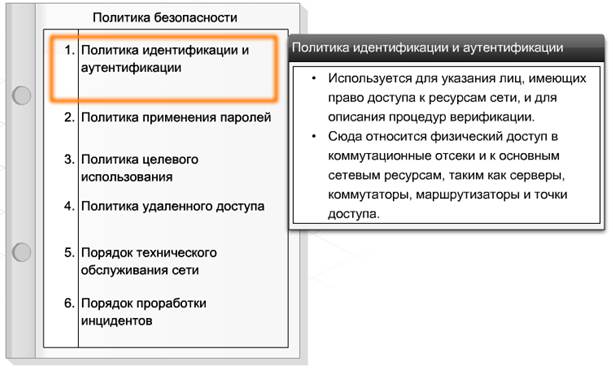 Политика безопасности
1. Политика идентификации и
аутентификации
2. Политика применения паролей
3. Политика целевого
использования
4. Политика удаленного доступа
5. Порядок технического
обслуживания сети
6. Порядок проработки
инцидентов
Политика идентификации и аутентификации
• Используется для указания лиц, имеющих
право доступа к ресурсам сети, и для
описания процедур верификации.
• Сюда относится физический доступ в
коммутационные отсеки и к основным
сетевым ресурсам, таким как серверы,
коммутаторы, маршрутизаторы и точки
доступа.